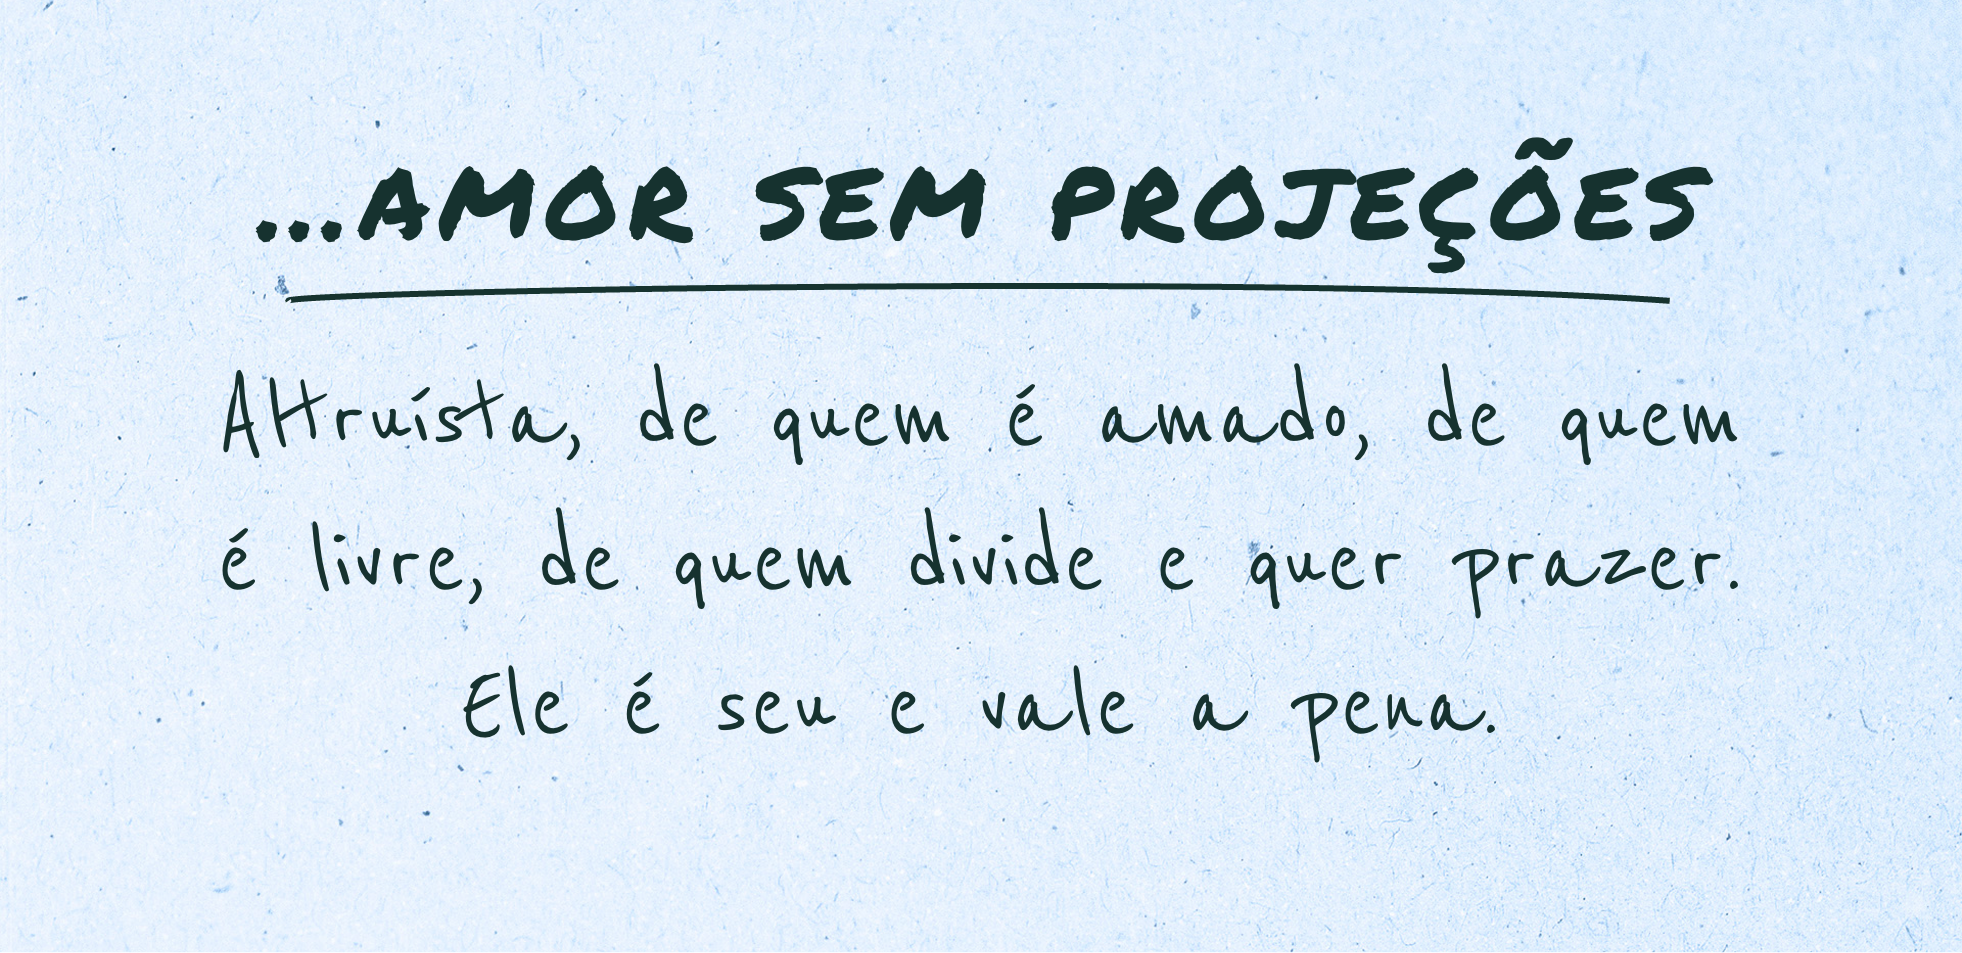 ...AMOR SEM PROJEÇÕES
Altruísta, de quem é amado, de quem
é livre, de quem divide e quer prazer.
Ele é seu e vale a pena.